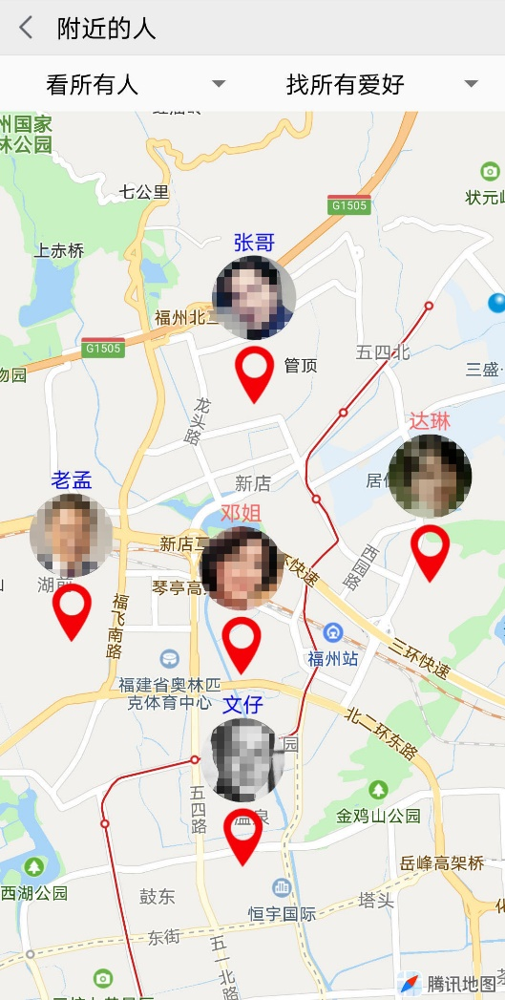 附近的人
看所有人
找所有爱好
州国家
林公园
七公里
G1505
状元
上赤桥
张哥
福州北
G1505
管顶
五四北
三盛
物园
龙头路
达琳
老孟
新店
居
邓姐
新店
环快速
西园路
湖前
琴亭高
福飞南路
福州站
三环快速
福建省奥林匹
克体育中心
文仔
北二环东路
园
五四路
温泉
金鸡山公园
岳峰高架桥
西湖公园
鼓东
恒宇国际
塔头
东街
五一北路
腾讯地图